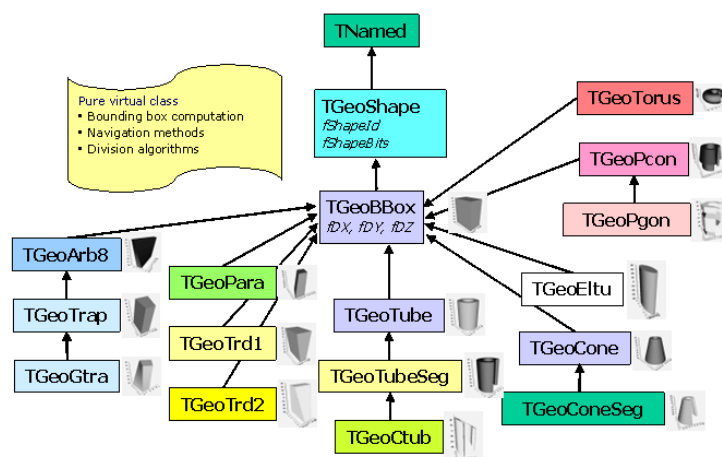 TNamed
Pure virtual class
• Bounding box computation
• Navigation methods
• Division algorithms
TGeoShape
fShapeId
fShapeBits
TGeoTorus
TGeoPcon
TGeoPgon
TGeoBBox
fDX, fDY, fDZ
TGeoArb8
TGeoPara
TGeoEltu
TGeoTrap
TGeoTube
TGeoTrd1
TGeoCone
TGeoGtra
TGeoTubeSeg
TGeoTrd2
TGeoConeSeg
TGeoCtub